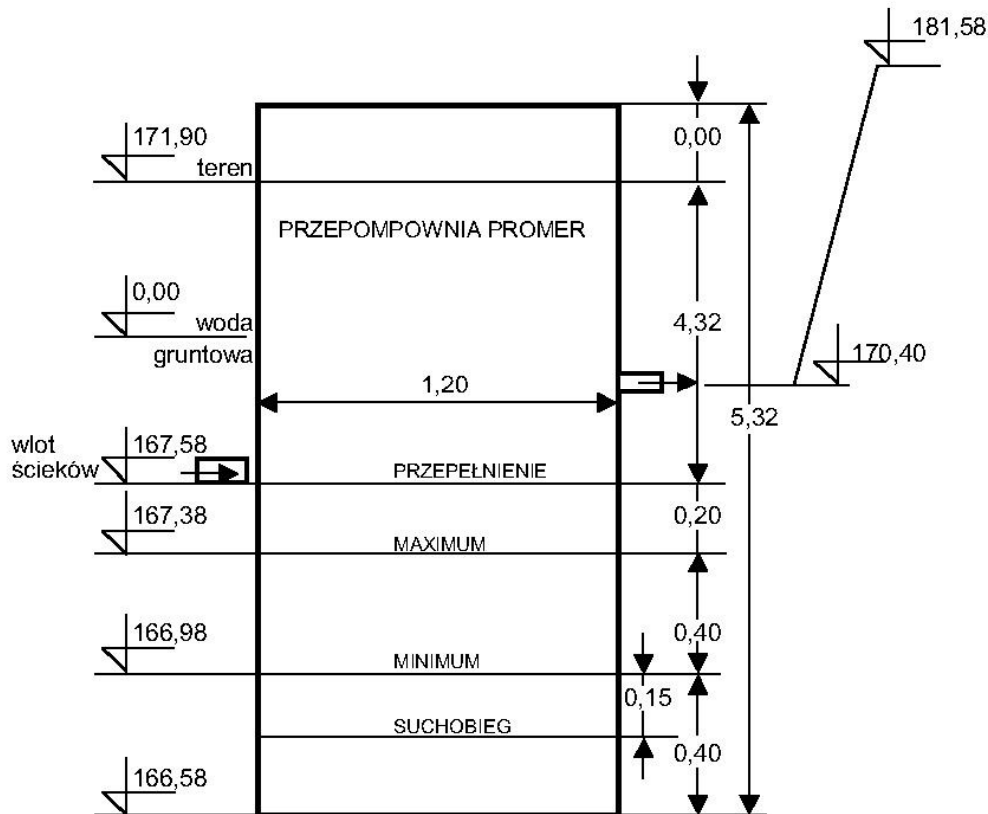 181,58
171,90
teren
0,00
PRZEPOMPOWNIA PROMER
0,00
woda
gruntowa
4,32
170,40
1,20
5,32
wlot
ścieków
167,58
PRZEPEŁNIENIE
167,38
0,20
MAXIMUM
166,98
0,40
MINIMUM
0,15
SUCHOBIEG
0,40
166,58